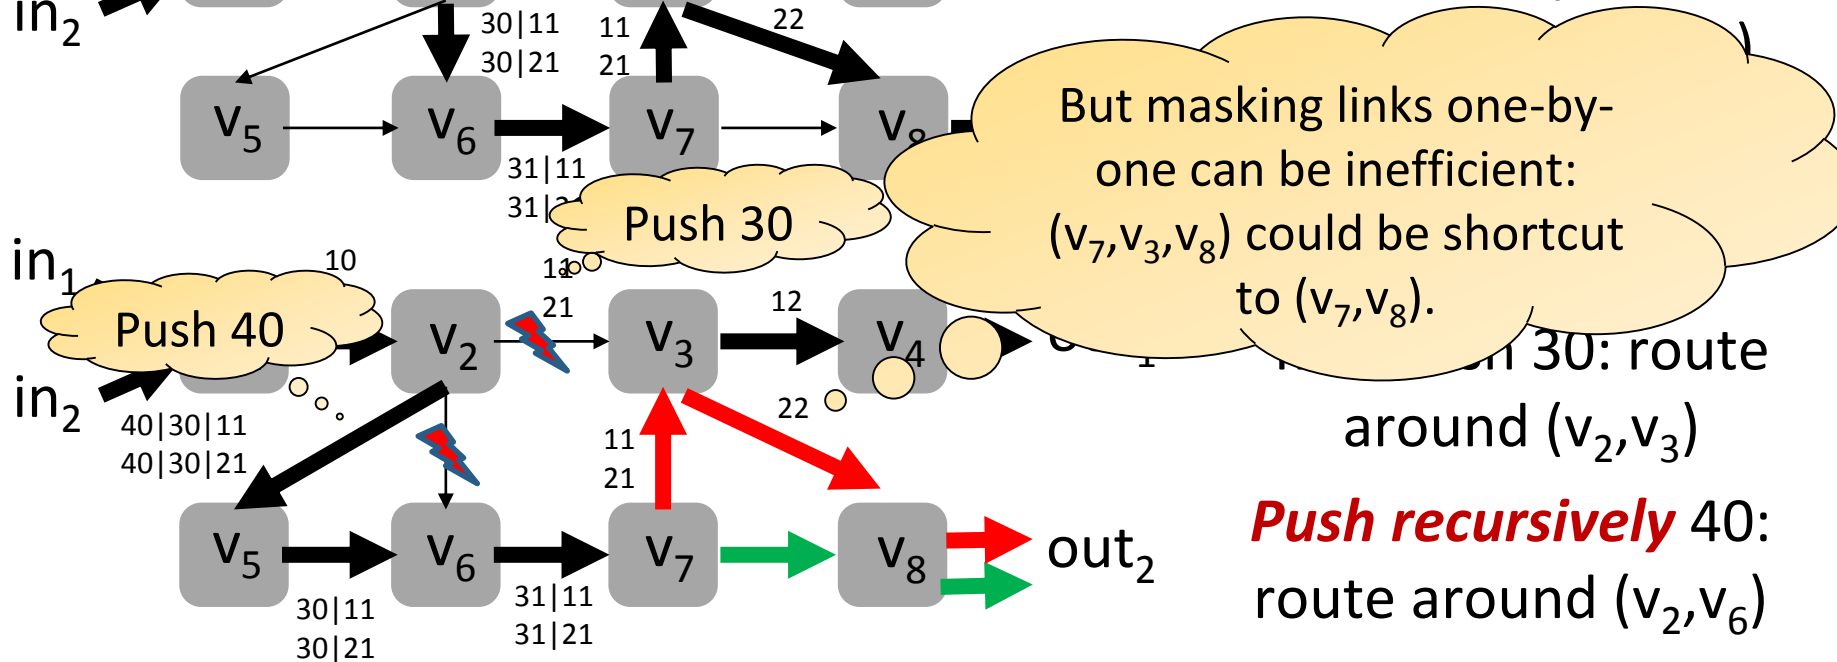 in2
30|11
30|21
11
21
22
v5
v6
v7
v8
)
31|11
31|2
Push 30
But masking links one-by-
one can be inefficient:
(v7,v3,v8) could be shortcut
to (v7,v8).
in1
10
11
21
Push 40
v2
v3
12
v4
1
30: route
in2
40|30|11
40|30|21
11
21
22
around (v2,v3)
v5
v6
v7
v8
out2
30|11
30|21
31|11
31|21
Push recursively 40:
route around (v2,v6)